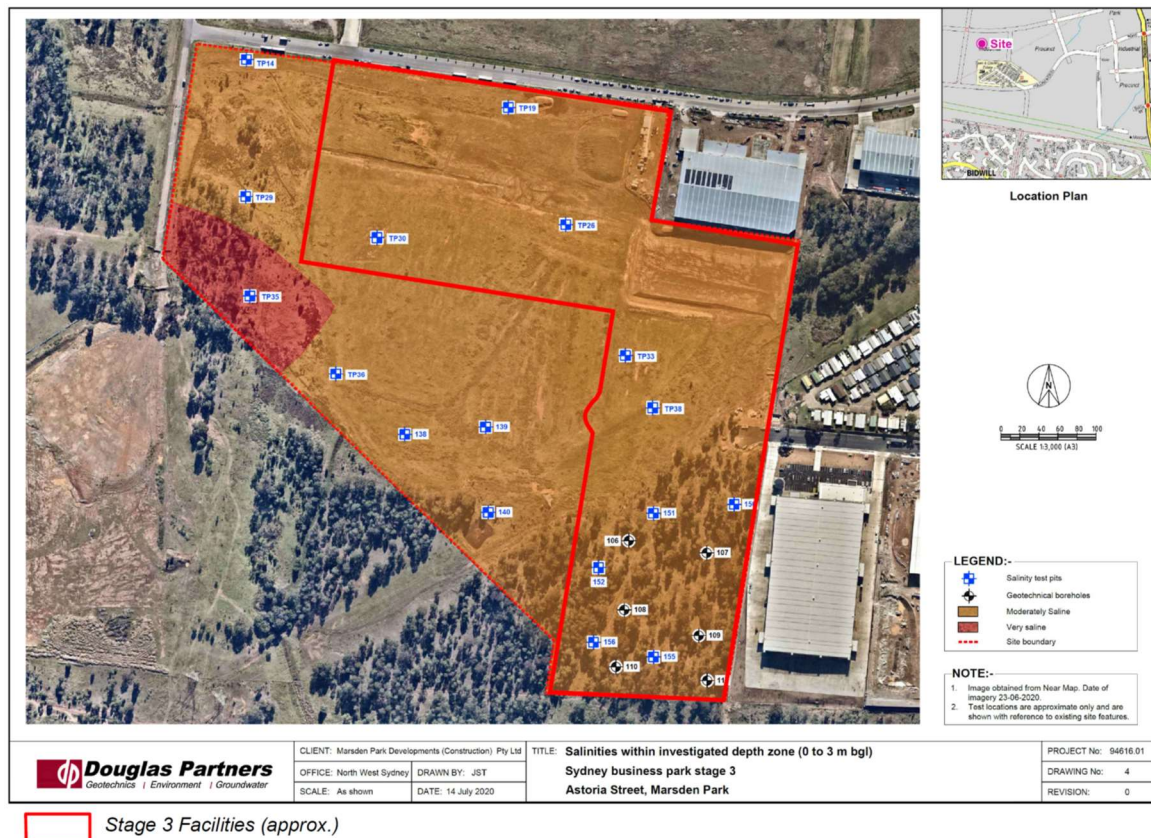 Site
Park
Precinct
Industrial
Precinct
BIDWILL
Location Plan
TP14
TP19
TP29
TP26
TP30
TP35
TP33
TP36
TP38
138
139
140
151
106
107
152
108
109
156
155
110
N
0 20 40 60 80 100
SCALE 1:3,000 (A3)
LEGEND:-
Salinity test pits
Geotechnical boreholes
Moderately Saline
Very saline
Site boundary
NOTE:-
1. Image obtained from Near Map. Date of
imagery 23-06-2020.
2. Test locations are approximate only and are
shown with reference to existing site features.
Douglas Partners
Geotechnics | Environment | Groundwater
CLIENT: Marsden Park Developments (Construction) Pty Ltd
OFFICE: North West Sydney DRAWN BY: JST
SCALE: As shown DATE: 14 July 2020
TITLE: Salinities within investigated depth zone (0 to 3 m bgl)
Sydney business park stage 3
Astoria Street, Marsden Park
PROJECT No: 94616.01
DRAWING No: 4
REVISION: 0
Stage 3 Facilities (approx.)